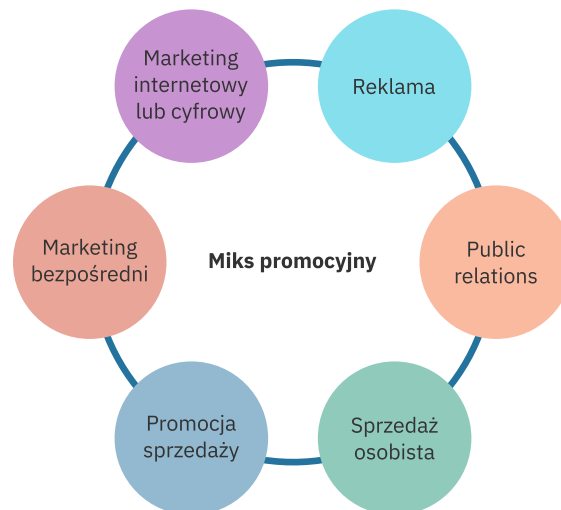 Marketing
internetowy
lub cyfrowy
Reklama
Marketing
bezpośredni
Miks promocyjny
Public
relations
Promocja
sprzedaży
Sprzedaż
osobista